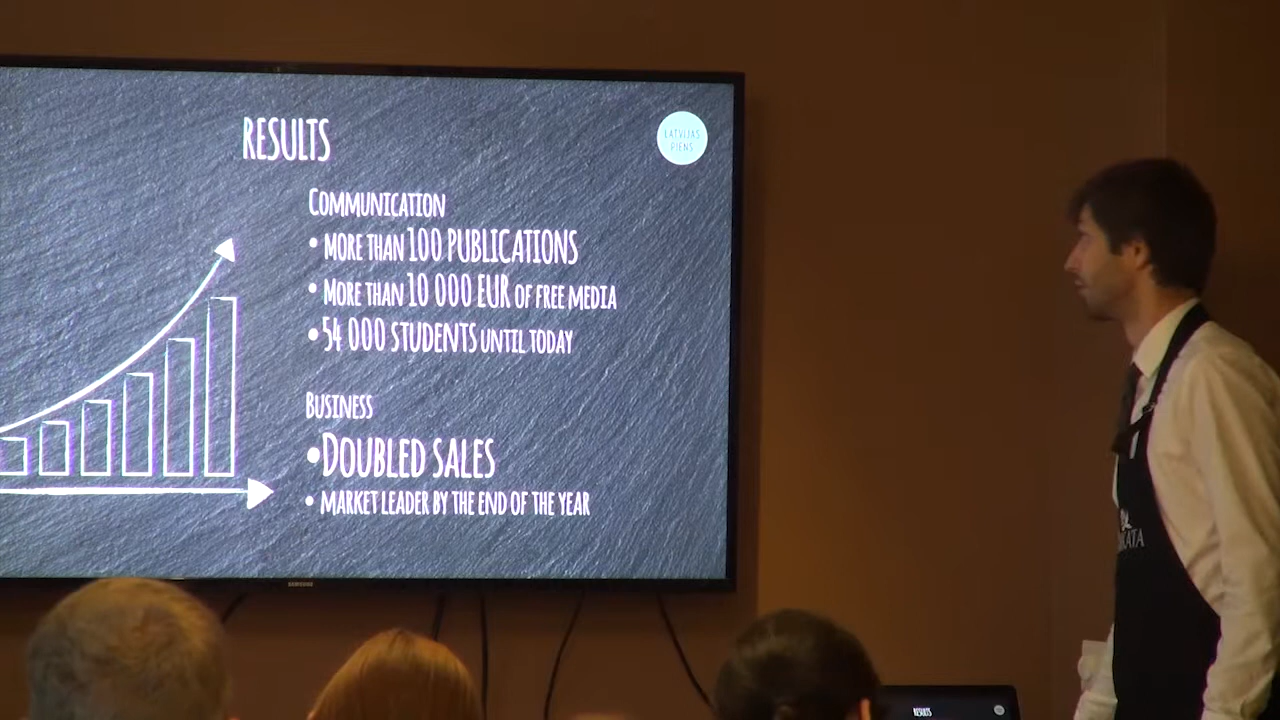 RESULTS
LATVIJAS
PIENS
COMMUNICATION
• MORE THAN 100 PUBLICATIONS
• MORE THAN 10 000 EUR OF FREE MEDIA
• 54 000 STUDENTS UNTIL TODAY
BUSINESS
• DOUBLED SALES
• MARKET LEADER BY THE END OF THE YEAR
SAMSUNG
RESULTS